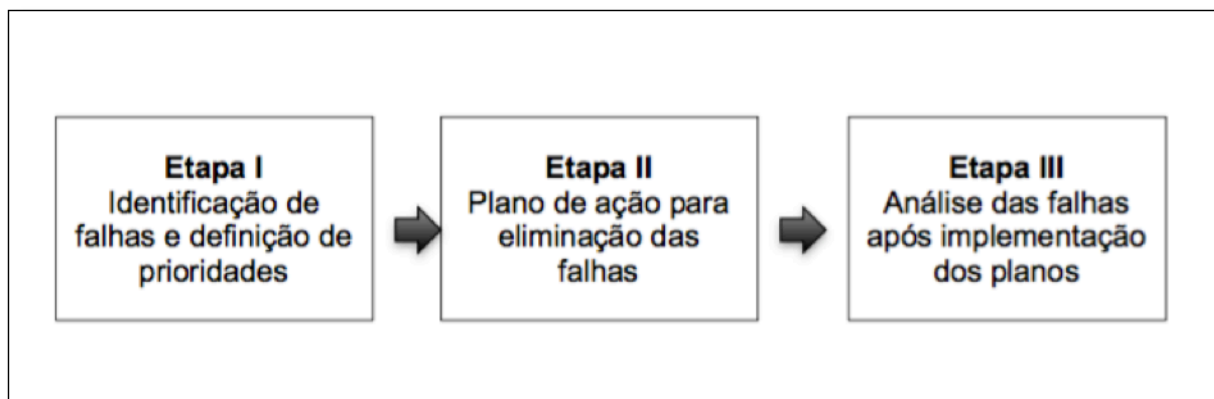 Etapa I
Identificação de
falhas e definição de
prioridades
Etapa II
Plano de ação para
eliminação das
falhas
Etapa III
Análise das falhas
após implementação
dos planos